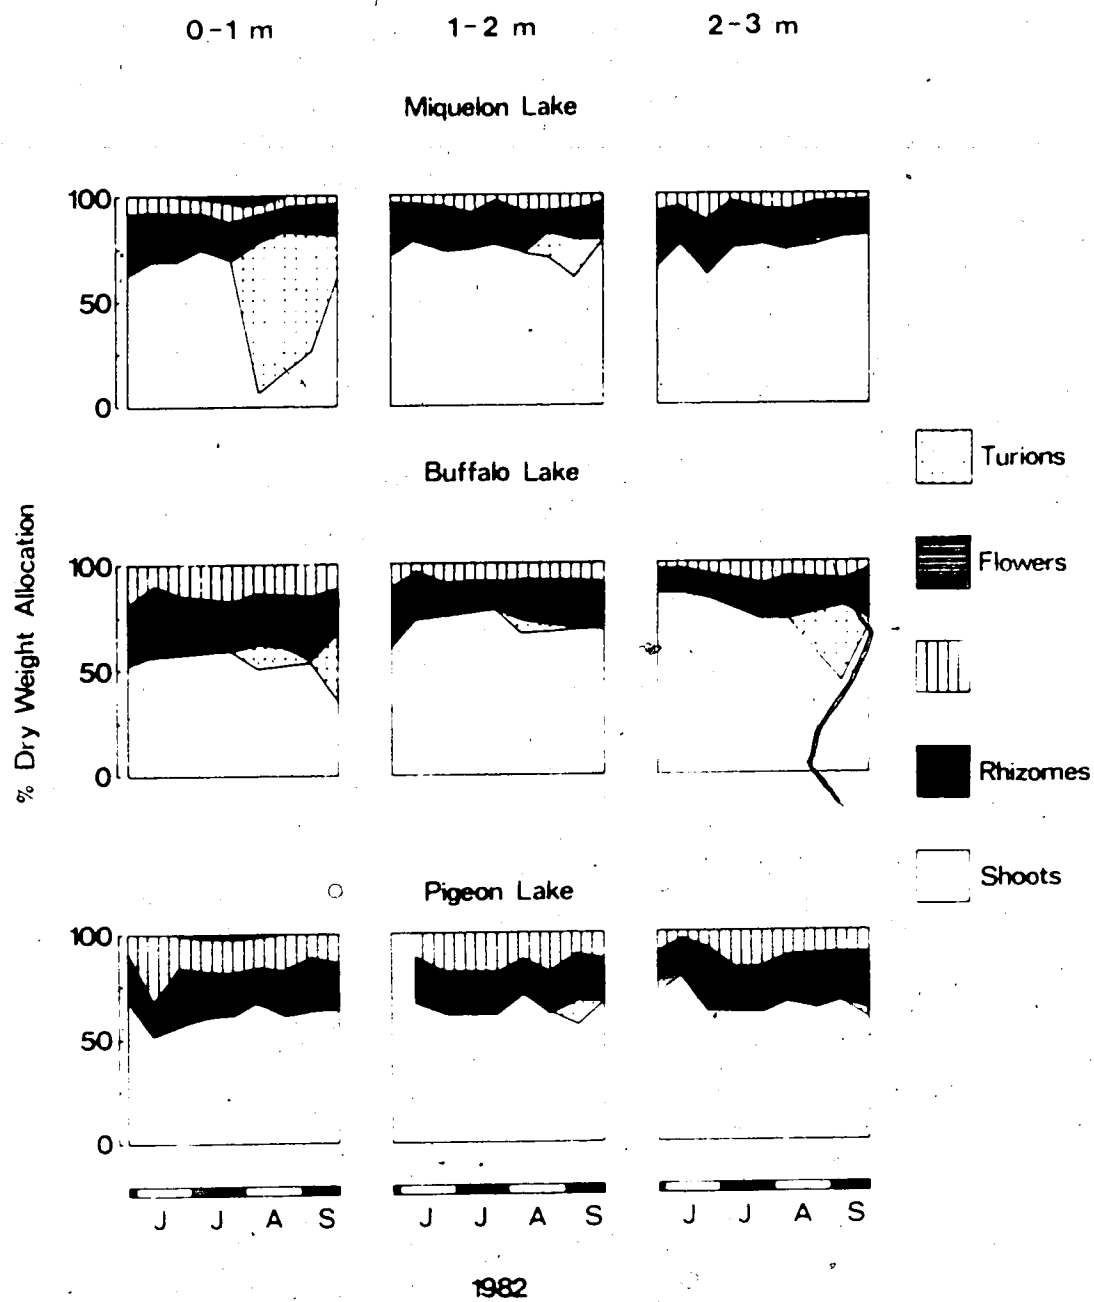 0-1 m 1-2 m 2-3 m
Miquelon Lake
100
50
0
Buffalo Lake
100
50
0
Pigeon Lake
100
50
0
% Dry Weight Allocation
Turions
Flowers
Rhizomes
Shoots
J J A S J J A S J J A S
1982